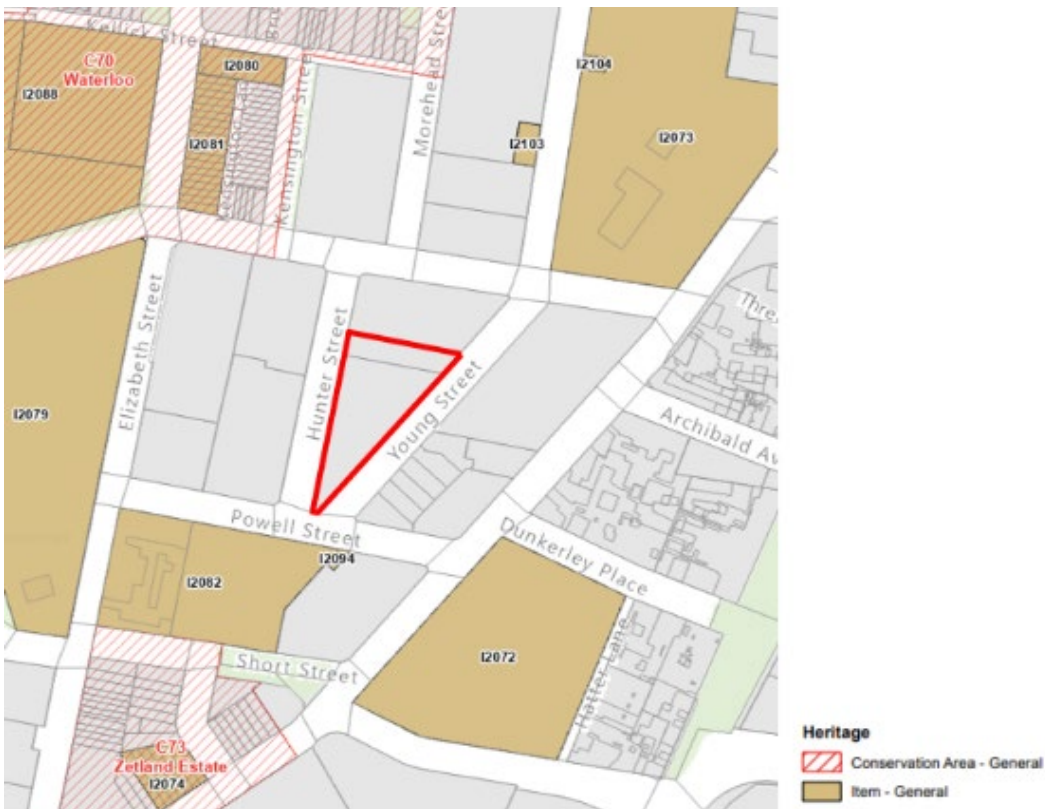 Kellick Street
C70
Waterloo
I2088
I2080
I2081
Kensington Street
Morehead Street
I2104
I2103
I2073
Elizabeth Street
Hunter Street
Young Street
I2079
Archibald
Powell Street
I2094
I2082
Dunkerley Place
I2072
Short Street
Hatter Lane
C73
Zetland Estate
I2074
Heritage
Conservation Area - General
Item - General